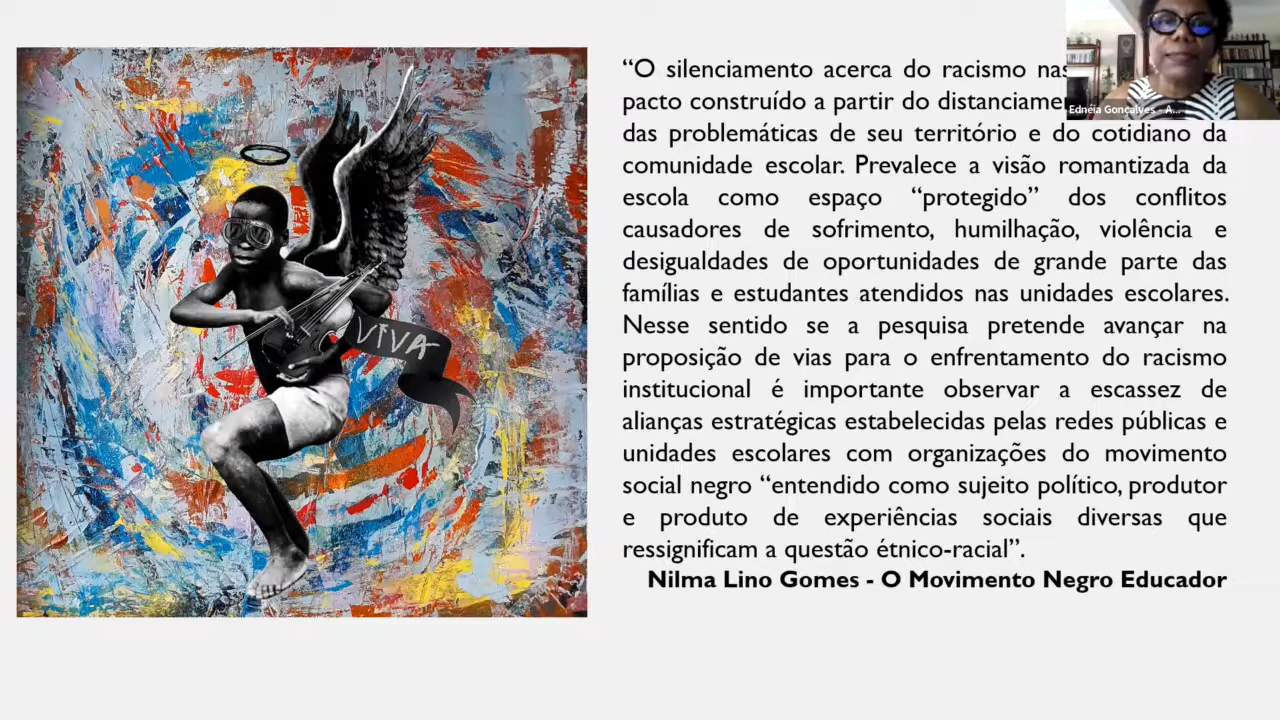 “O silenciamento acerca do racismo nas
pacto construído a partir do
das problemáticas de seu território e do cotidiano da
comunidade escolar. Prevalece a visão romantizada da
escola como espaço “protegido” dos conflitos
causadores de sofrimento, humilhação, violência e
desigualdades de oportunidades de grande parte das
famílias e estudantes atendidos nas unidades escolares.
Nesse sentido se a pesquisa pretende avançar na
proposição de vias para o enfrentamento do racismo
institucional é importante observar a escassez de
alianças estratégicas estabelecidas pelas redes públicas e
unidades escolares com organizações do movimento
social negro “entendido como sujeito político, produtor
e produto de experiências sociais diversas que
ressignificam a questão étnico-racial”.
Nilma Lino Gomes - O Movimento Negro Educador
Ednéia Gonçalves - A...
VIVA